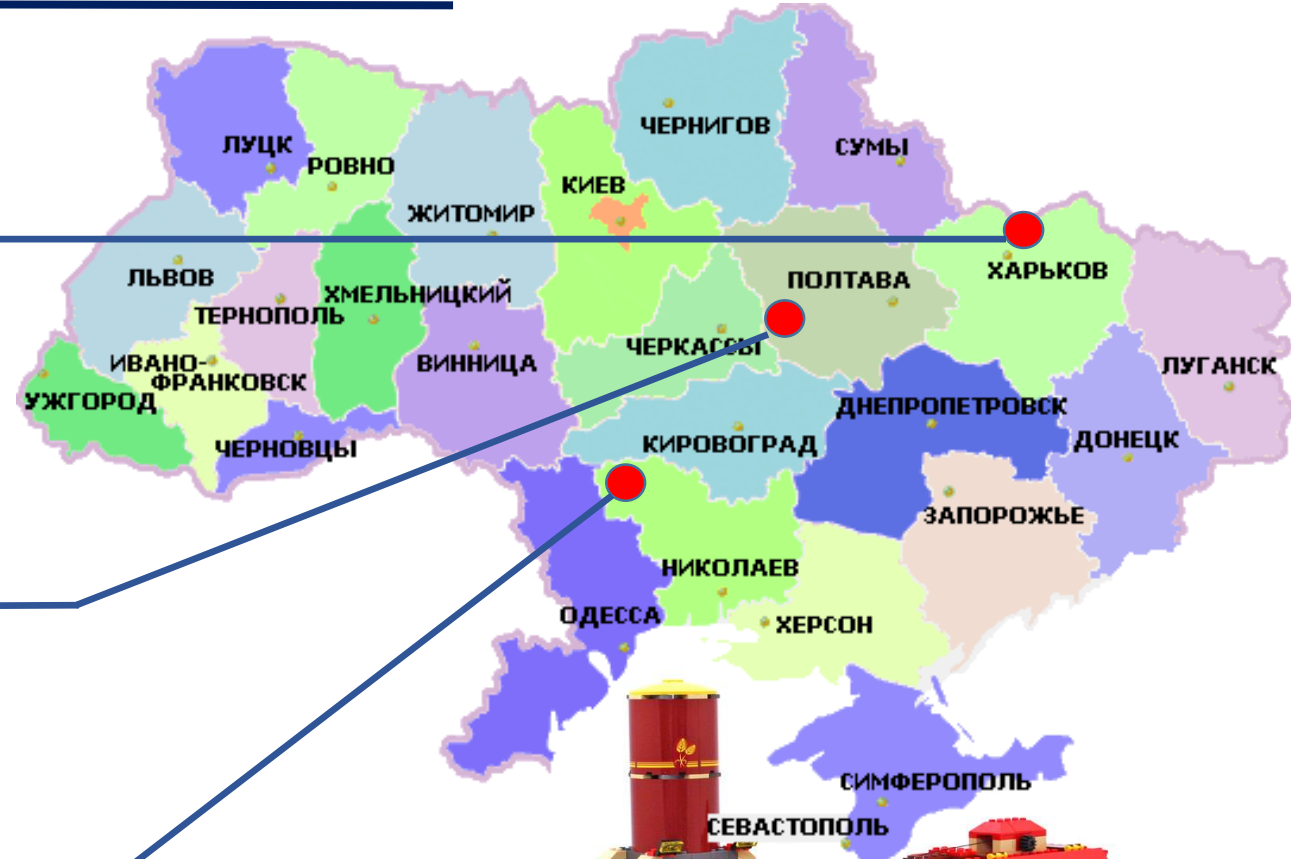 ЧЕРНИГОВ
СУМЫ
ЛУЦК
РОВНО
КИЕВ
ЖИТОМИР
ЛЬВОВ
ХАРЬКОВ
ПОЛТАВА
ХМЕЛЬНИЦКИЙ
ТЕРНОПОЛЬ
ЧЕРКАССЫ
ИВАНО-
ФРАНКОВСК
ВИННИЦА
ЛУГАНСК
УЖГОРОД
ДНЕПРОПЕТРОВСК
ЧЕРНОВЦЫ
КИРОВОГРАД
ДОНЕЦК
ЗАПОРОЖЬЕ
НИКОЛАЕВ
ОДЕССА
ХЕРСОН
СИМФЕРОПОЛЬ
СЕВАСТОПОЛЬ